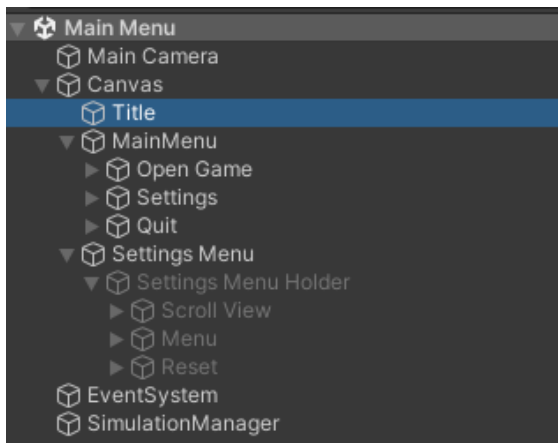 Main Menu
Main Camera
Canvas
Title
MainMenu
Open Game
Settings
Quit
Settings Menu
Settings Menu Holder
Scroll View
Menu
Reset
EventSystem
SimulationManager